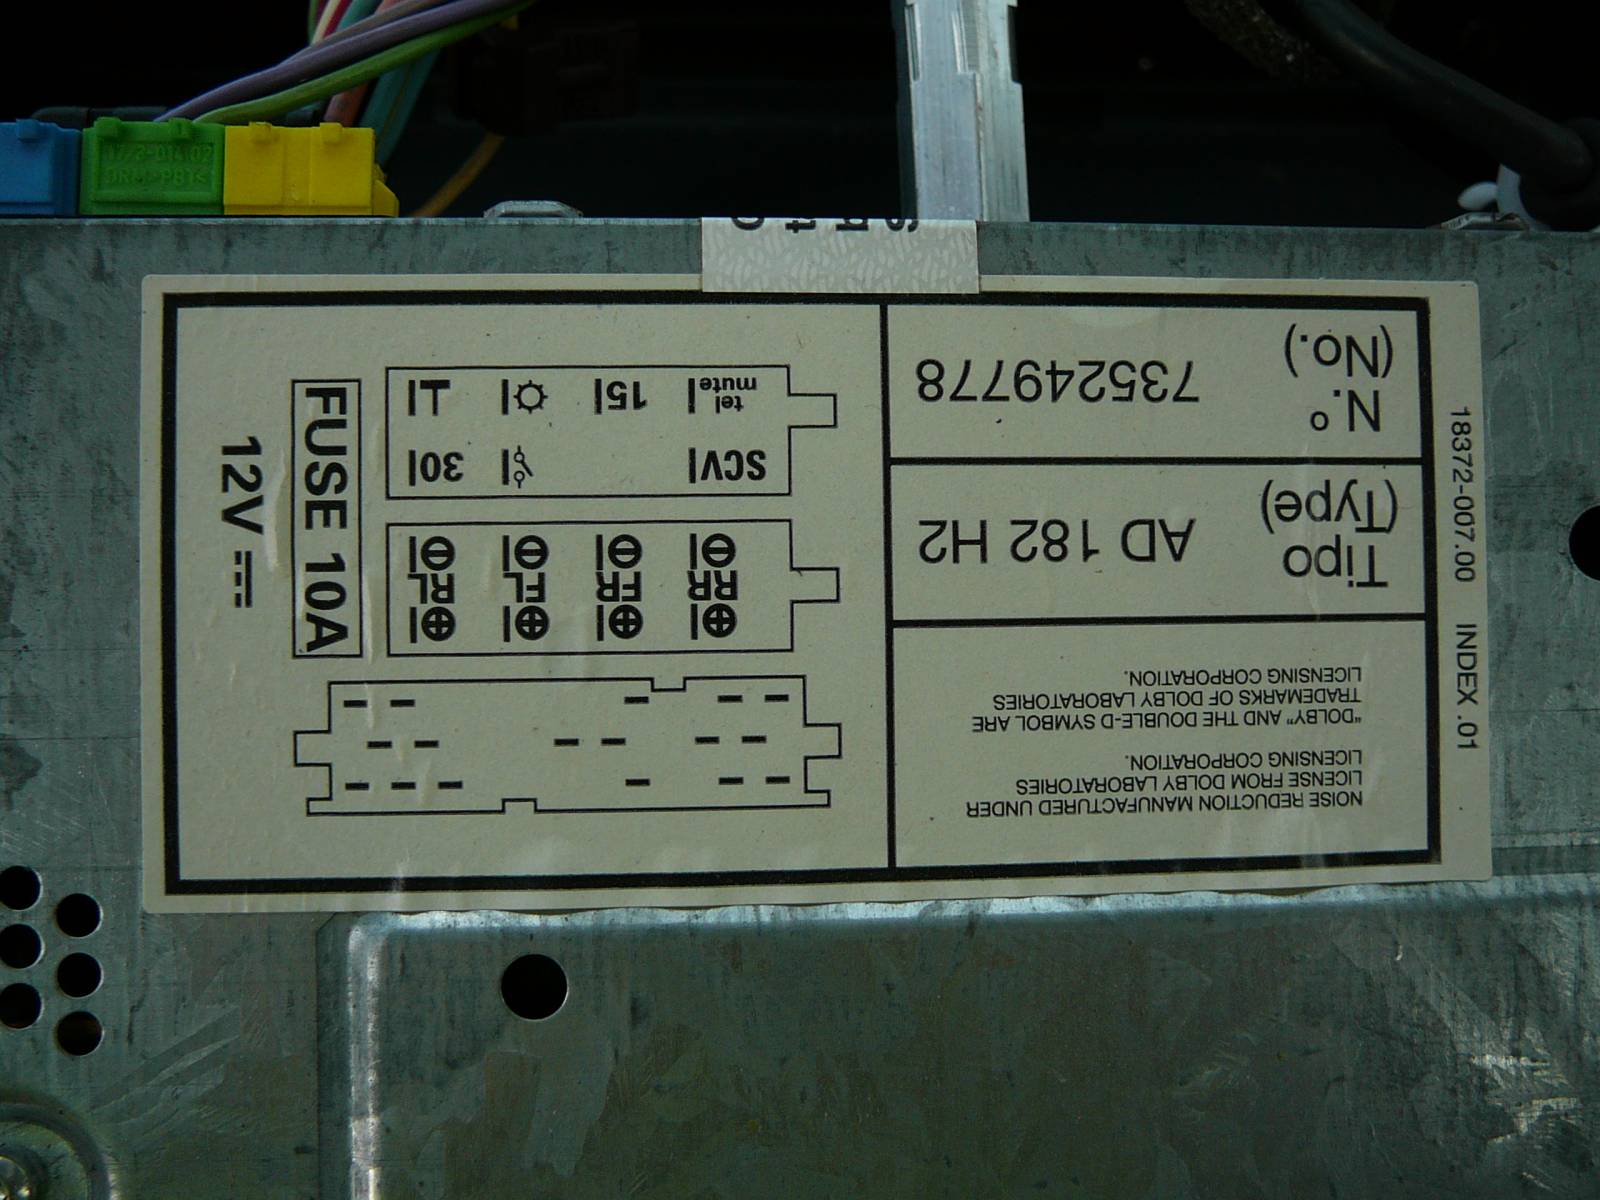 N.º
(No.)
735249778
Tipo
(Type)
AD 182 H2
NOISE REDUCTION MANUFACTURED UNDER
LICENSE FROM DOLBY LABORATORIES
LICENSING CORPORATION.
"DOLBY" AND THE DOUBLE-D SYMBOL ARE
TRADEMARKS OF DOLBY LABORATORIES
LICENSING CORPORATION.
18372-007.00 INDEX .01
tel
mute
15
SCV
30
RR
FR
FL
RL
FUSE 10A
12V